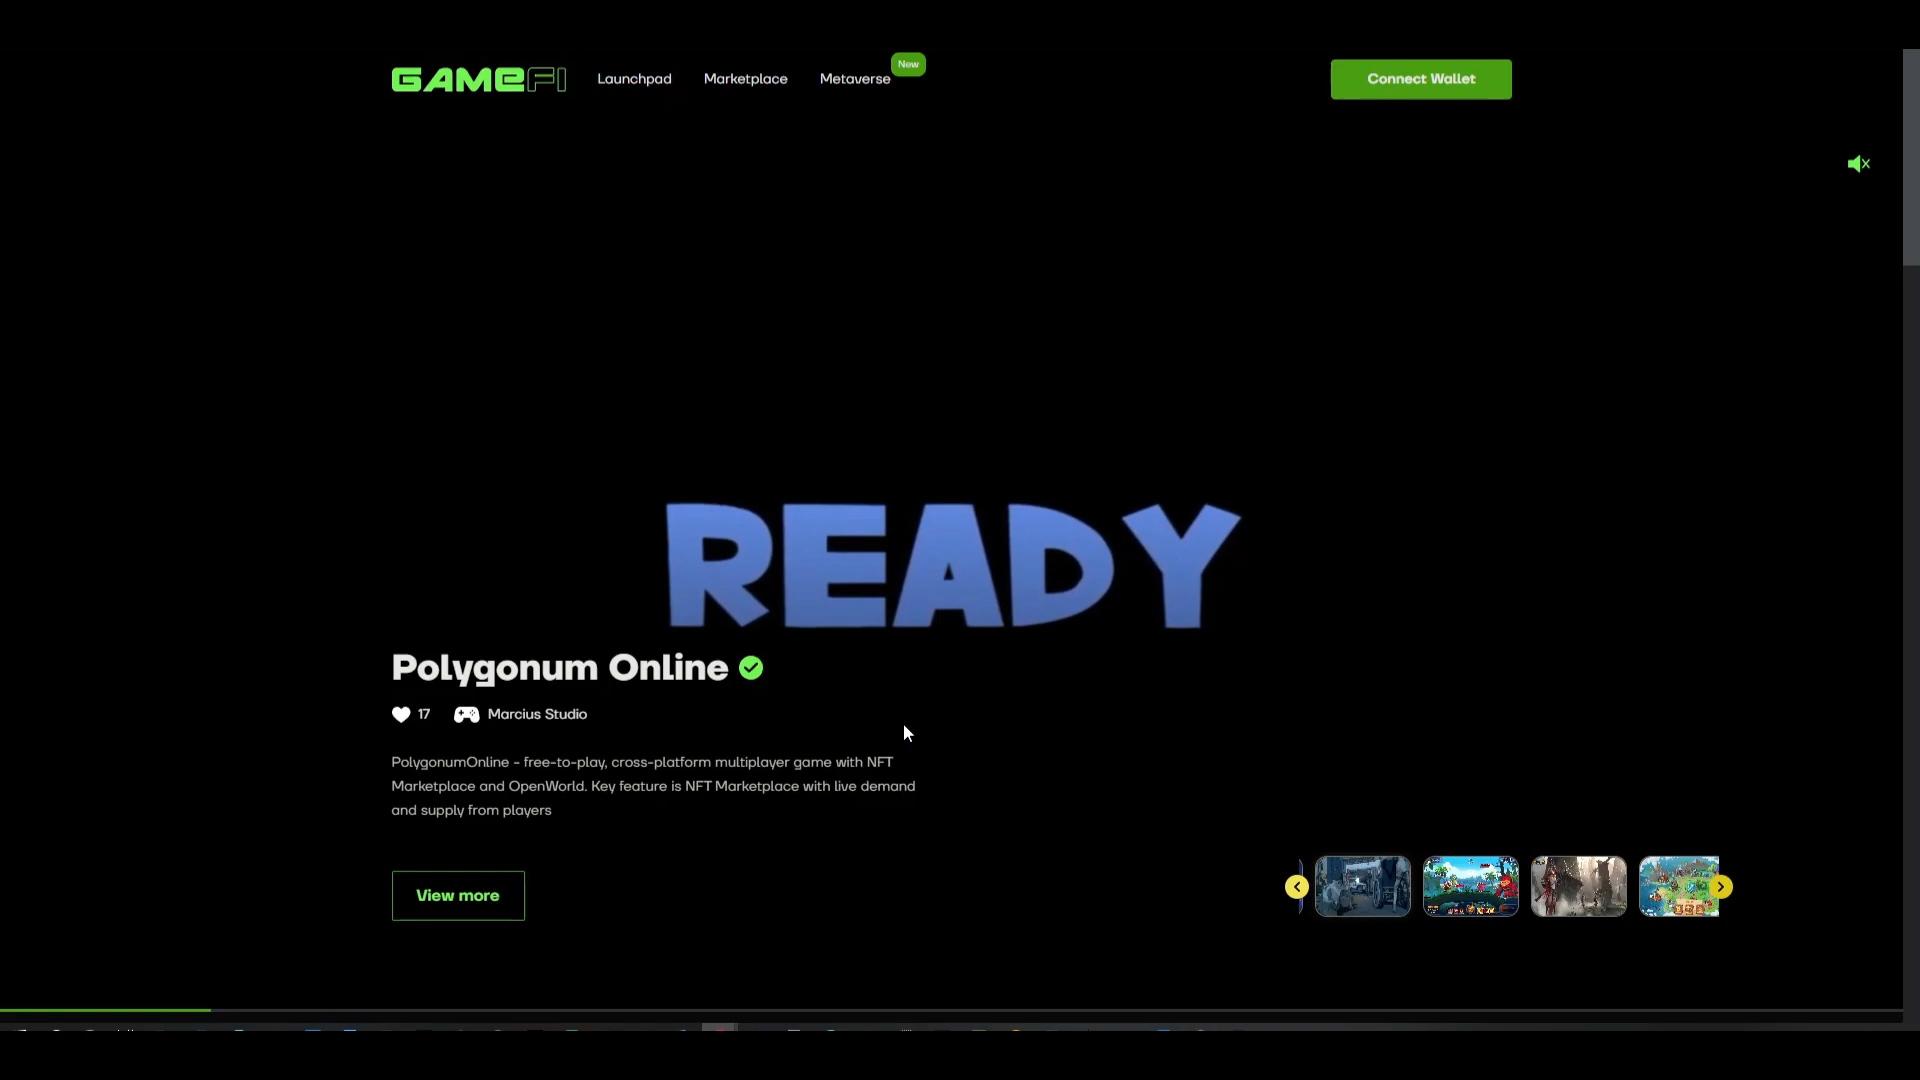 GAMEFI
Launchpad
Marketplace
Metaverse
New
Connect Wallet
READY
Polygonum Online
17
Marcius Studio
PolygonumOnline - free-to-play, cross-platform multiplayer game with NFT
Marketplace and OpenWorld. Key feature is NFT Marketplace with live demand
and supply from players
View more